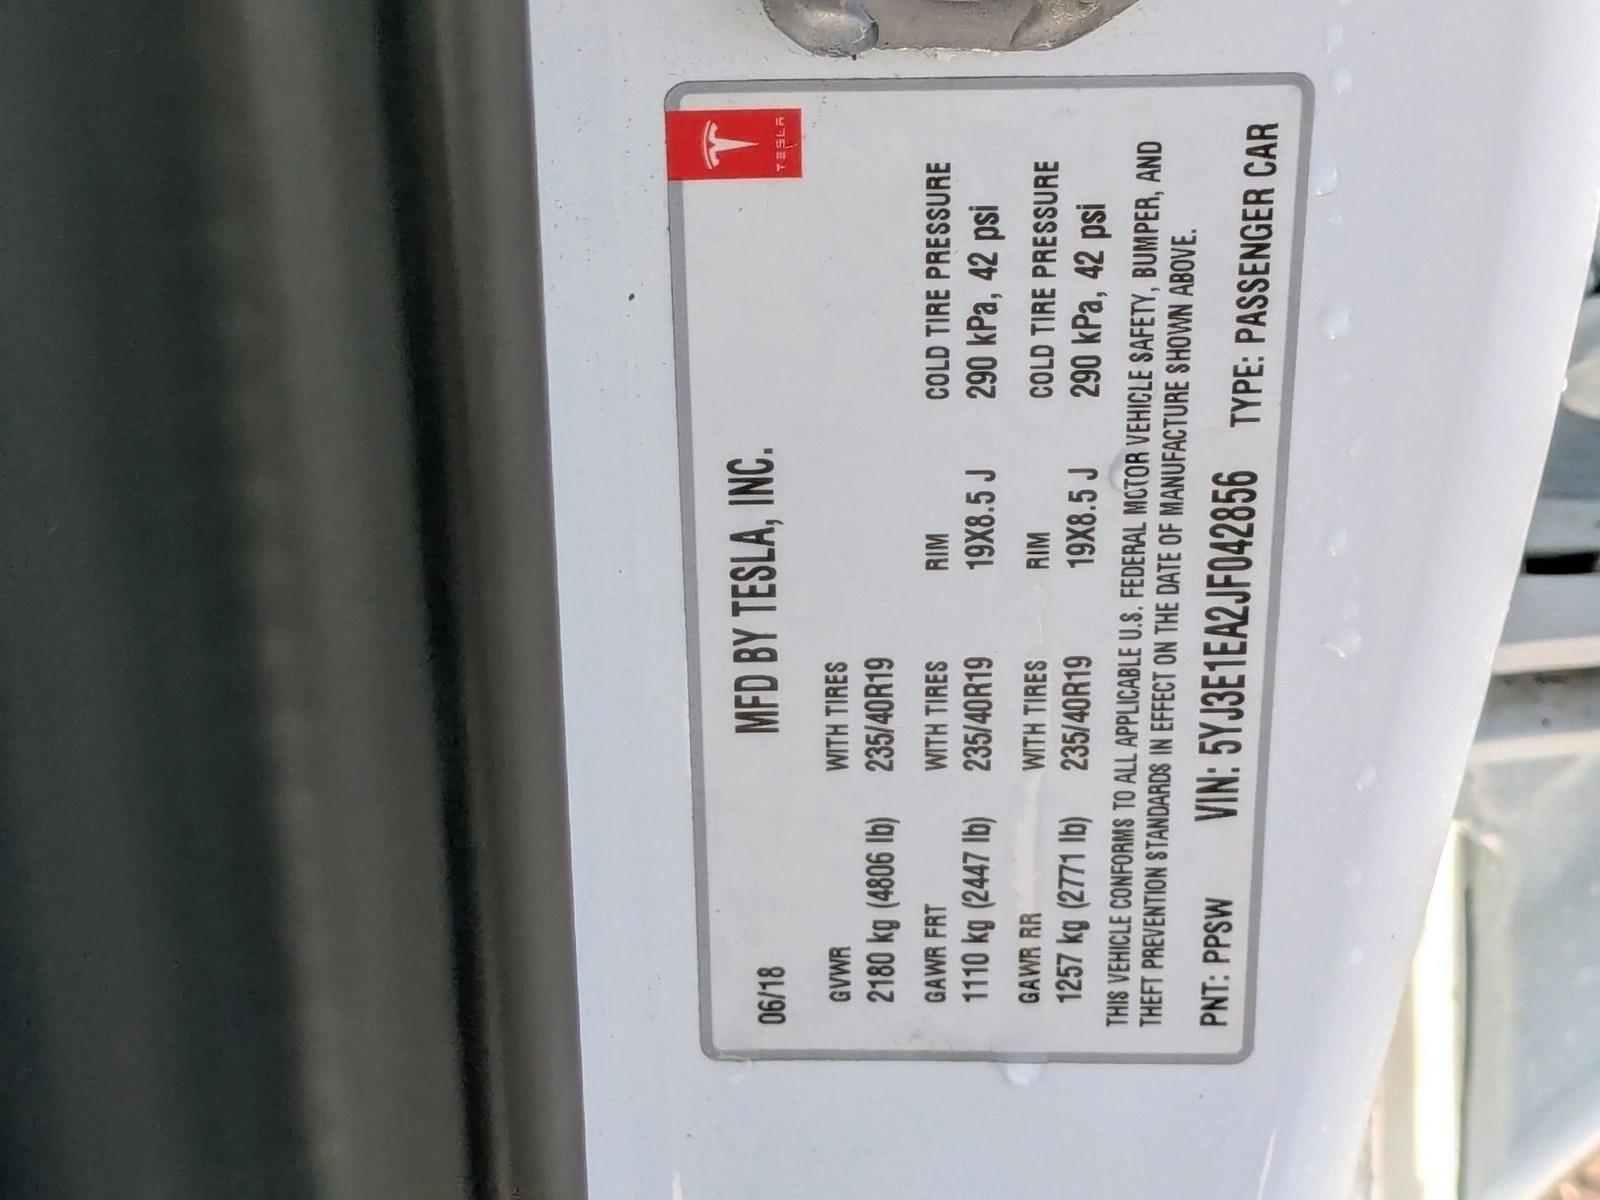 TESLA
06/18 MFD BY TESLA, INC.
GVWR WITH TIRES
2180 kg (4806 lb) 235/40R19
GAWR FRT WITH TIRES RIM COLD TIRE PRESSURE
1110 kg (2447 lb) 235/40R19 19X8.5 J 290 kPa, 42 psi
GAWR RR WITH TIRES RIM COLD TIRE PRESSURE
1257 kg (2771 lb) 235/40R19 19X8.5 J 290 kPa, 42 psi
THIS VEHICLE CONFORMS TO ALL APPLICABLE U.S. FEDERAL MOTOR VEHICLE SAFETY, BUMPER, AND
THEFT PREVENTION STANDARDS IN EFFECT ON THE DATE OF MANUFACTURE SHOWN ABOVE.
PNT: PPSW VIN: 5YJ3E1EA2JF042856 TYPE: PASSENGER CAR